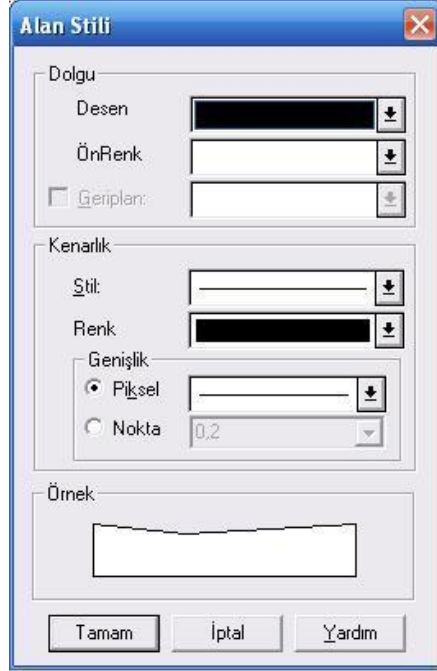 Alan Stili
Dolgu
Desen
ÖnRenk
Geriplan:
Kenarlık
Stil:
Renk
Genişlik
Piksel
Nokta
0,2
Örnek
Tamam
İptal
Yardım